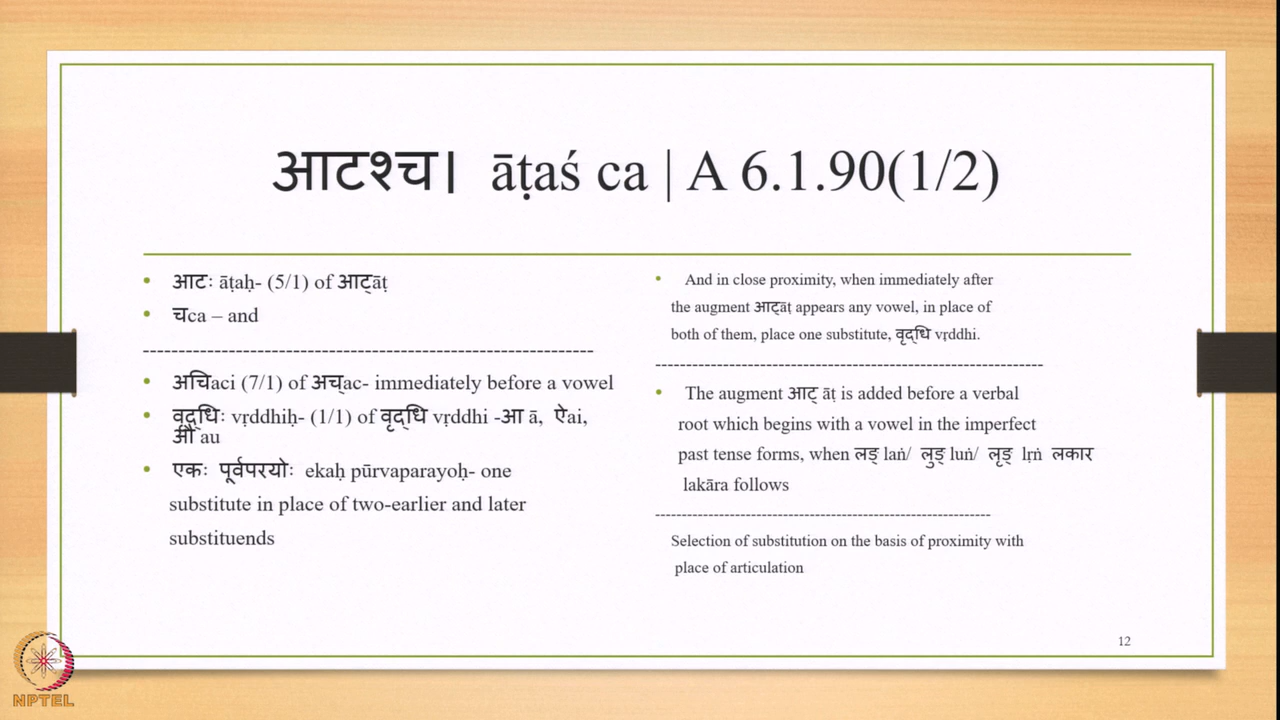 आटश्च। āṭaś ca | A 6.1.90(1/2)
• आटः āṭaḥ- (5/1) of आट्āṭ
• चca – and
---------------------------------------------------------------
• अचिaci (7/1) of अच्ac- immediately before a vowel
• वृद्धिः vṛddhiḥ- (1/1) of वृद्धि vṛddhi -आ ā, ऐai,
औ au
• एकः पूर्वपरयोः ekaḥ pūrvaparayoḥ- one
substitute in place of two-earlier and later
substituends
• And in close proximity, when immediately after
the augment आट्āṭ appears any vowel, in place of
both of them, place one substitute, वृद्धि vṛddhi.
-----------------------------------------------------------------------
• The augment आट् āṭ is added before a verbal
root which begins with a vowel in the imperfect
past tense forms, when लङ् laṅ/ लुङ् luṅ/ लृङ् lṛṅ लकार
lakāra follows
--------------------------------------------------------------
Selection of substitution on the basis of proximity with
place of articulation
12
NPTEL